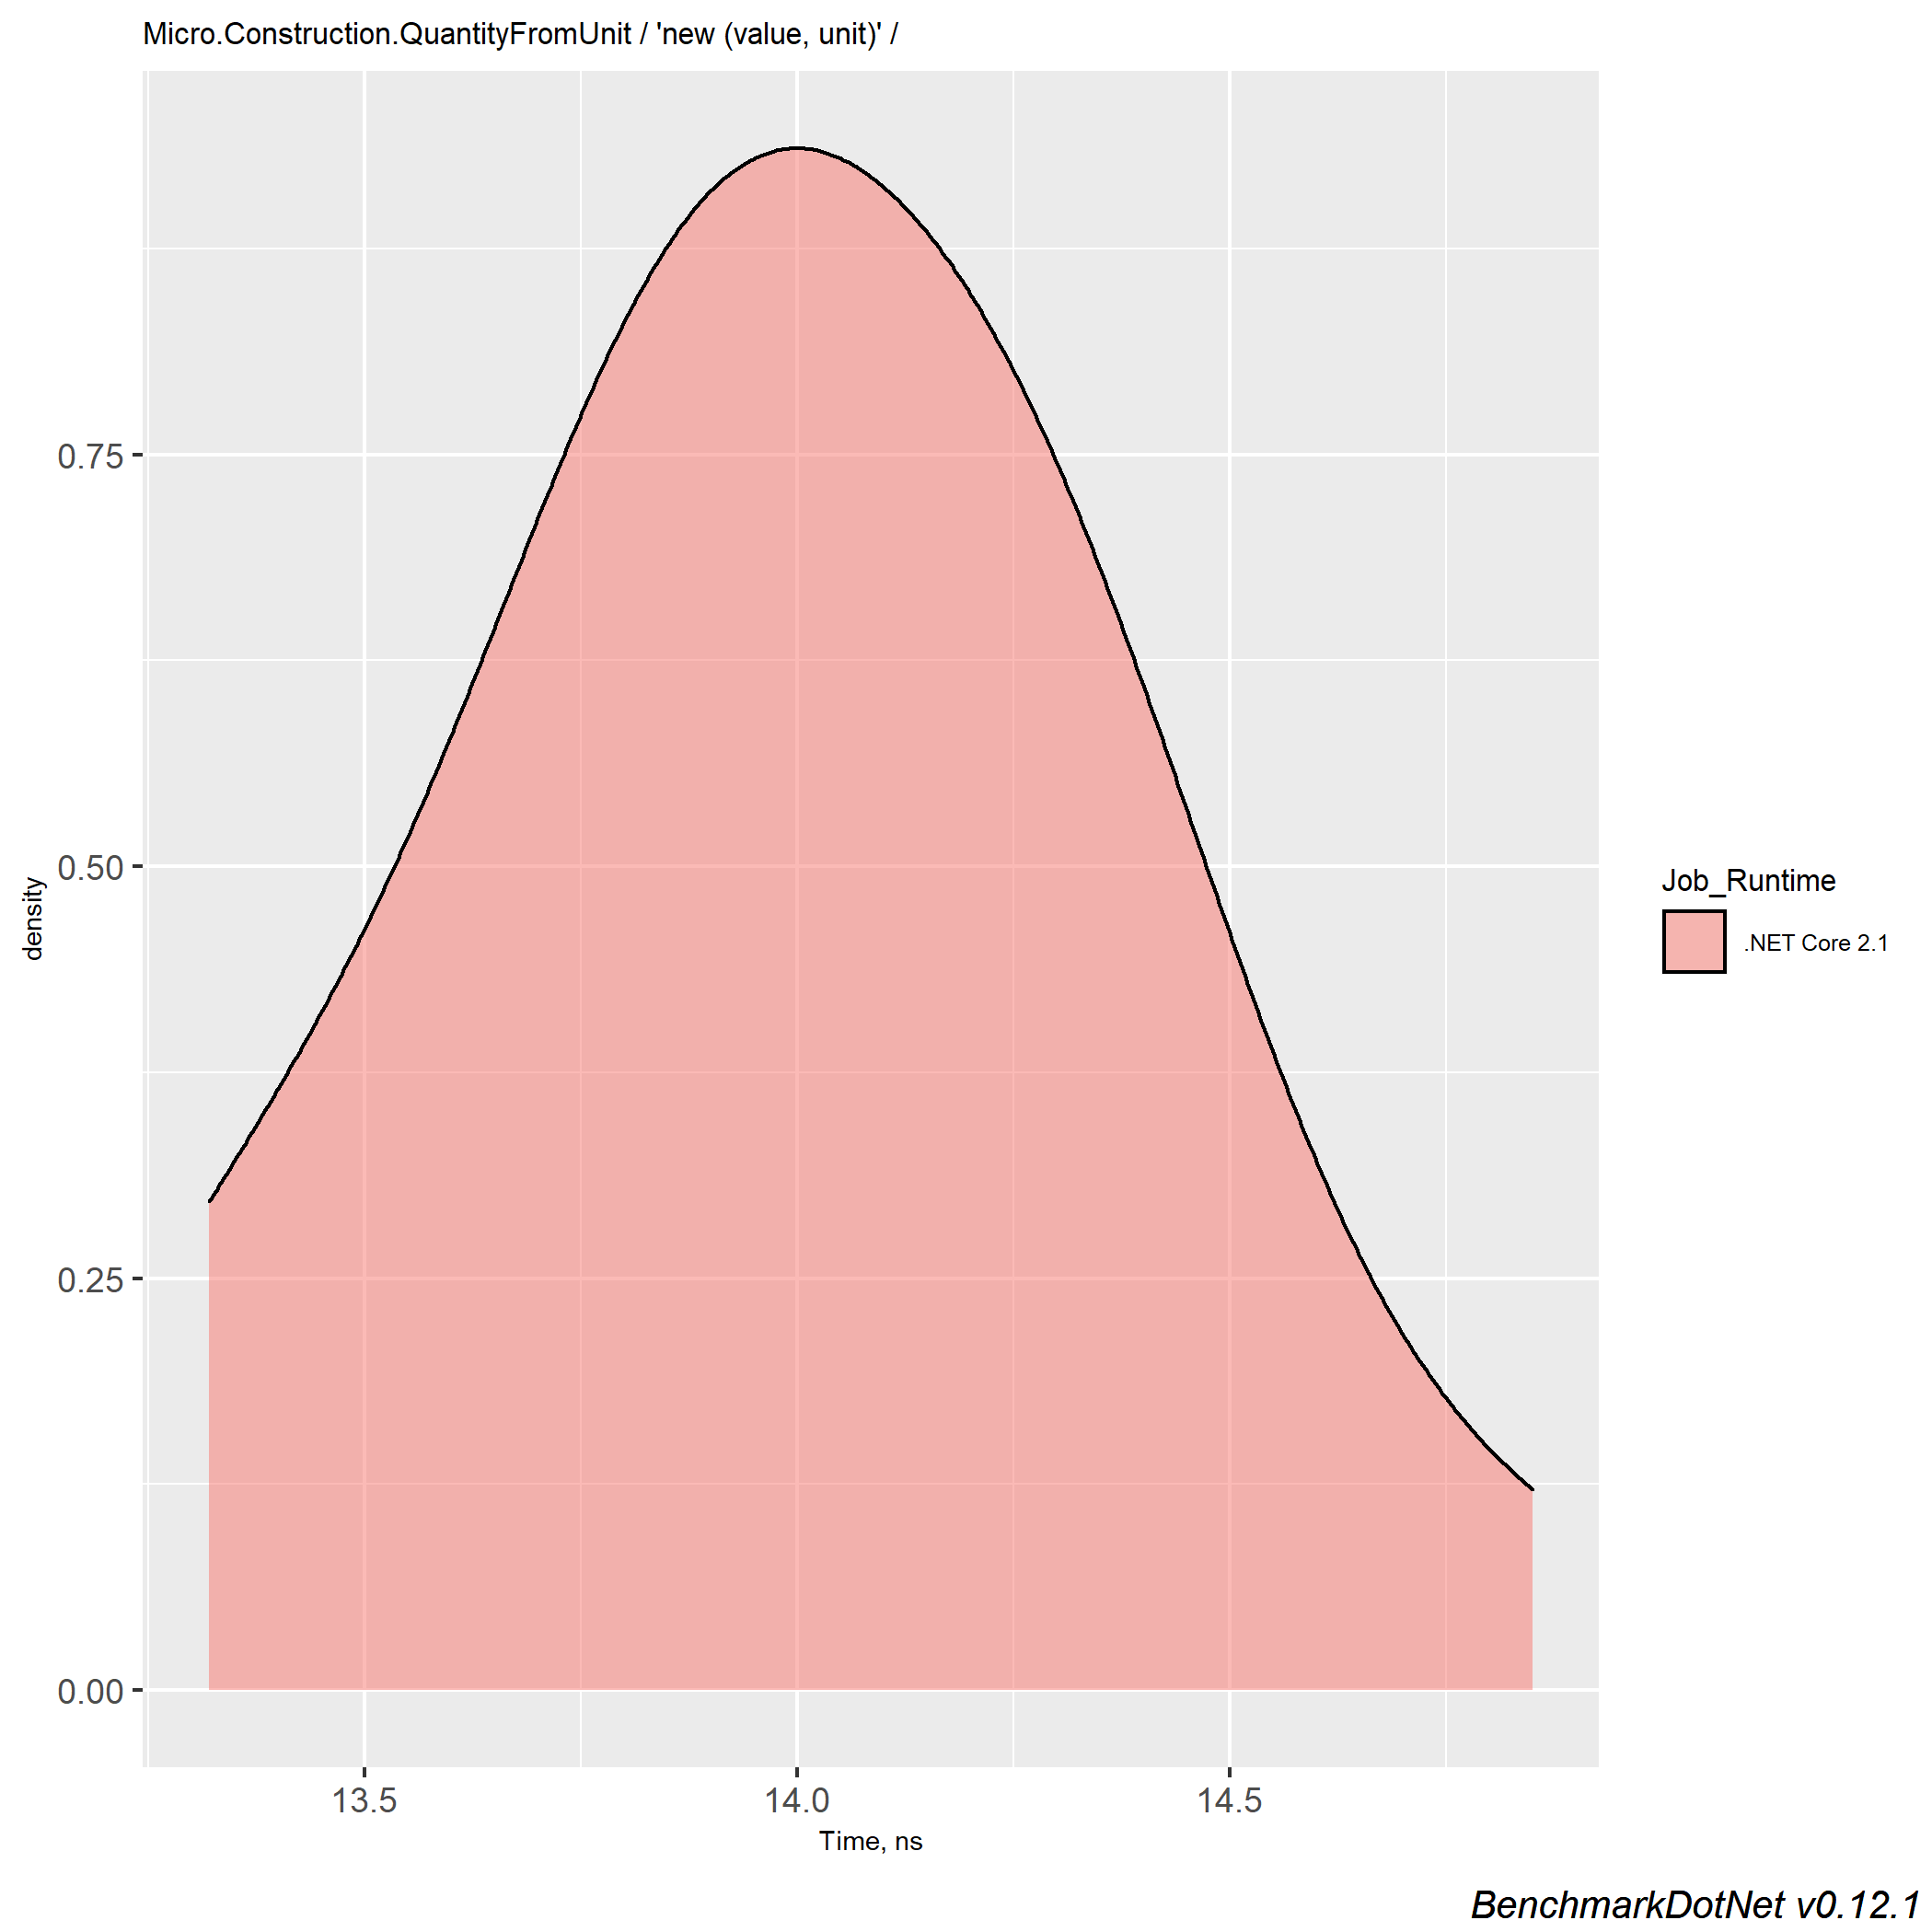 Micro.Construction.QuantityFromUnit / 'new (value, unit)' /
0.75
0.50
0.25
0.00
density
13.5 14.0 14.5
Time, ns
Job_Runtime
.NET Core 2.1
BenchmarkDotNet v0.12.1